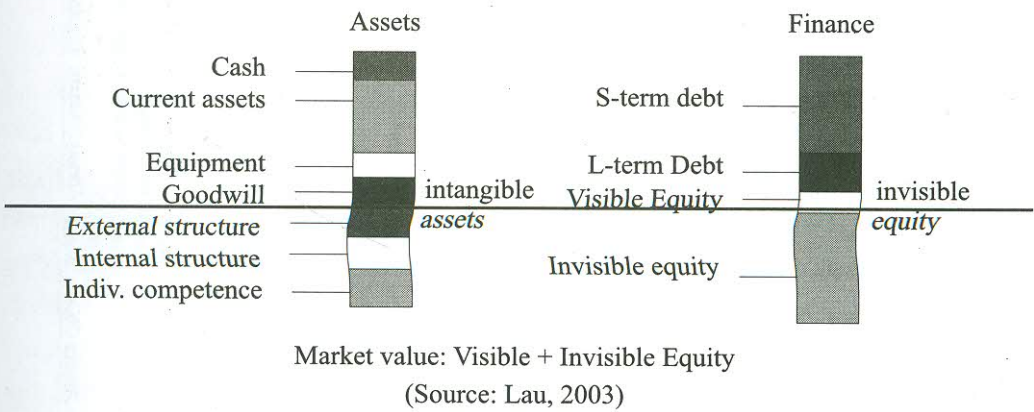 Assets
Finance
Cash
Current assets
Equipment
Goodwill
intangible
assets
External structure
Internal structure
Indiv. competence
S-term debt
L-term Debt
Visible Equity
invisible
equity
Invisible equity
Market value: Visible + Invisible Equity
(Source: Lau, 2003)